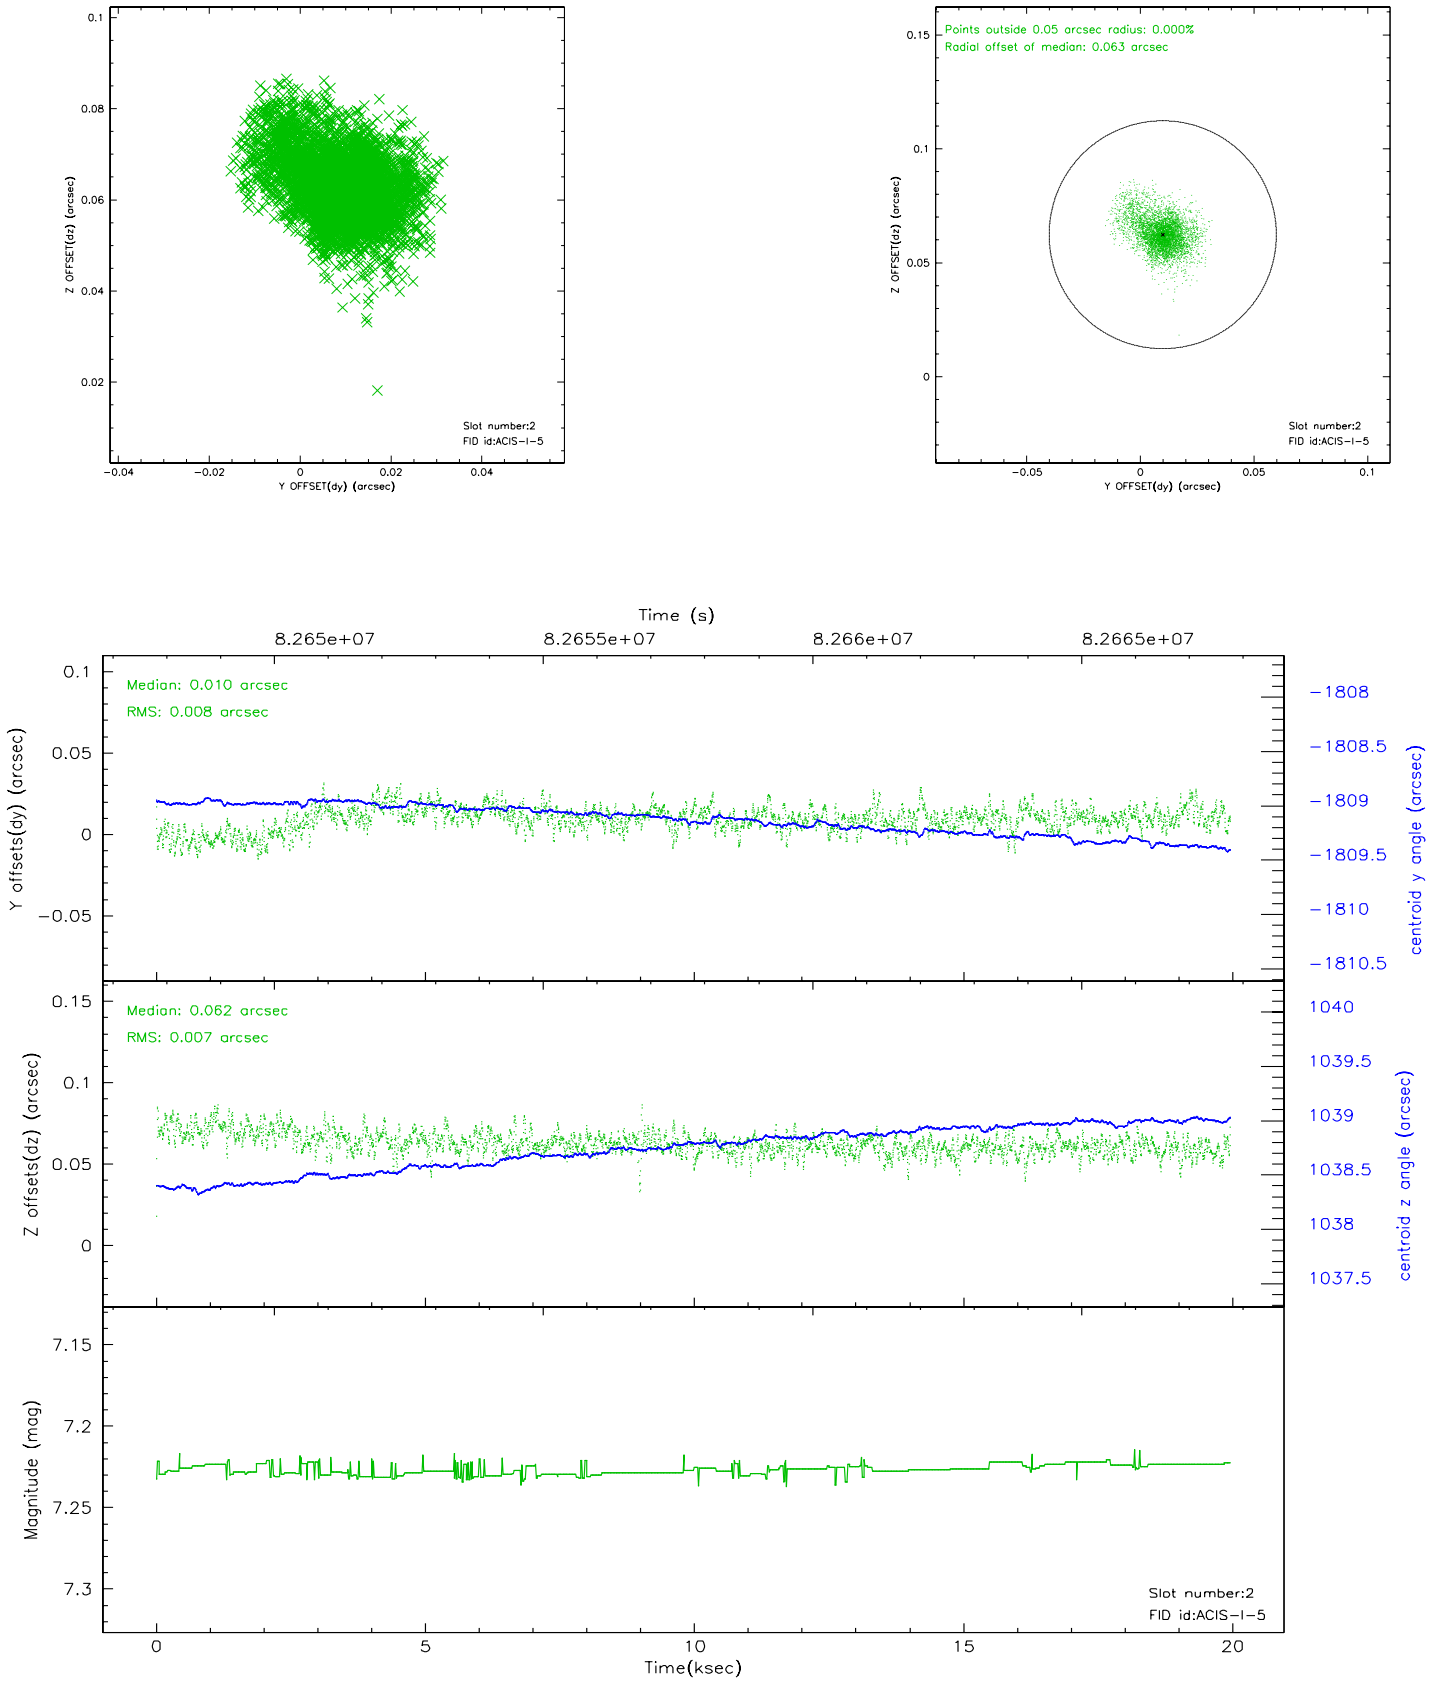 0.1
0.08
0.06
0.04
0.02
Z OFFSET(dz) (arcsec)
-0.04 -0.02 0 0.02 0.04
Y OFFSET(dy) (arcsec)
Slot number:2
FID id:ACIS-I-5
Points outside 0.05 arcsec radius: 0.000%
Radial offset of median: 0.063 arcsec
0.15
0.1
0.05
0
Z OFFSET(dz) (arcsec)
-0.05 0 0.05 0.1
Y OFFSET(dy) (arcsec)
Slot number:2
FID id:ACIS-I-5
Time (s)
8.265e+07 8.2655e+07 8.266e+07 8.2665e+07
Median: 0.010 arcsec
RMS: 0.008 arcsec
0.1
0.05
0
-0.05
Y offsets(dy) (arcsec)
-1808
-1808.5
-1809
-1809.5
-1810
-1810.5
centroid y angle (arcsec)
Median: 0.062 arcsec
RMS: 0.007 arcsec
0.15
0.1
0.05
0
Z offsets(dz) (arcsec)
1040
1039.5
1039
1038.5
1038
1037.5
centroid z angle (arcsec)
7.15
7.2
7.25
7.3
Magnitude (mag)
Slot number:2
FID id:ACIS-I-5
0 5 10 15 20
Time(ksec)